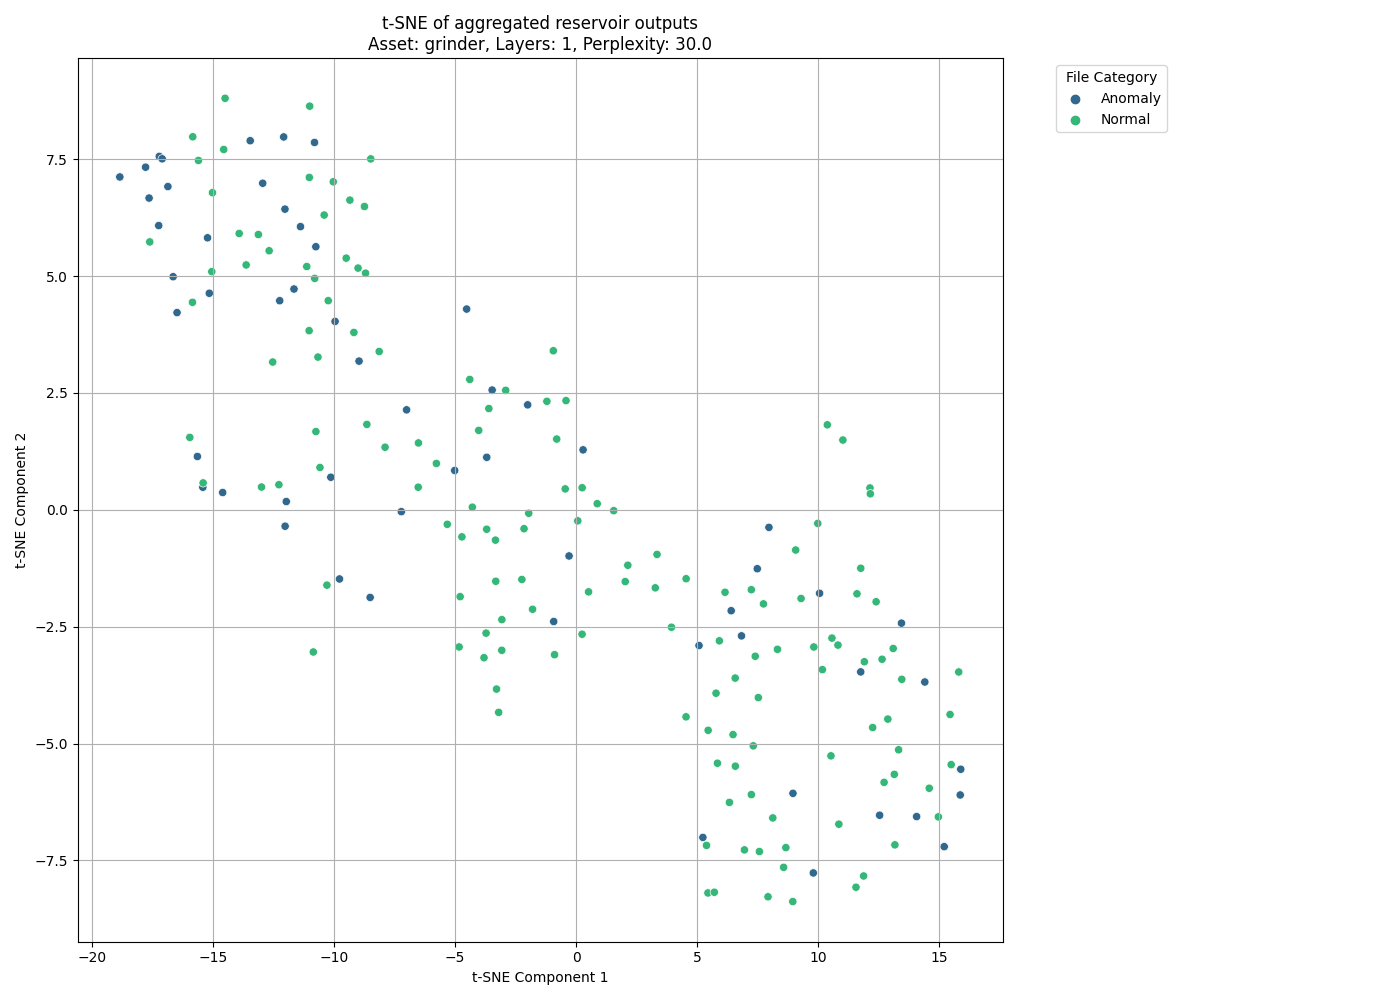 t-SNE of aggregated reservoir outputs
Asset: grinder, Layers: 1, Perplexity: 30.0
File Category
Anomaly
Normal
7.5
5.0
2.5
0.0
−2.5
−5.0
−7.5
t-SNE Component 2
−20 −15 −10 −5 0 5 10 15
t-SNE Component 1